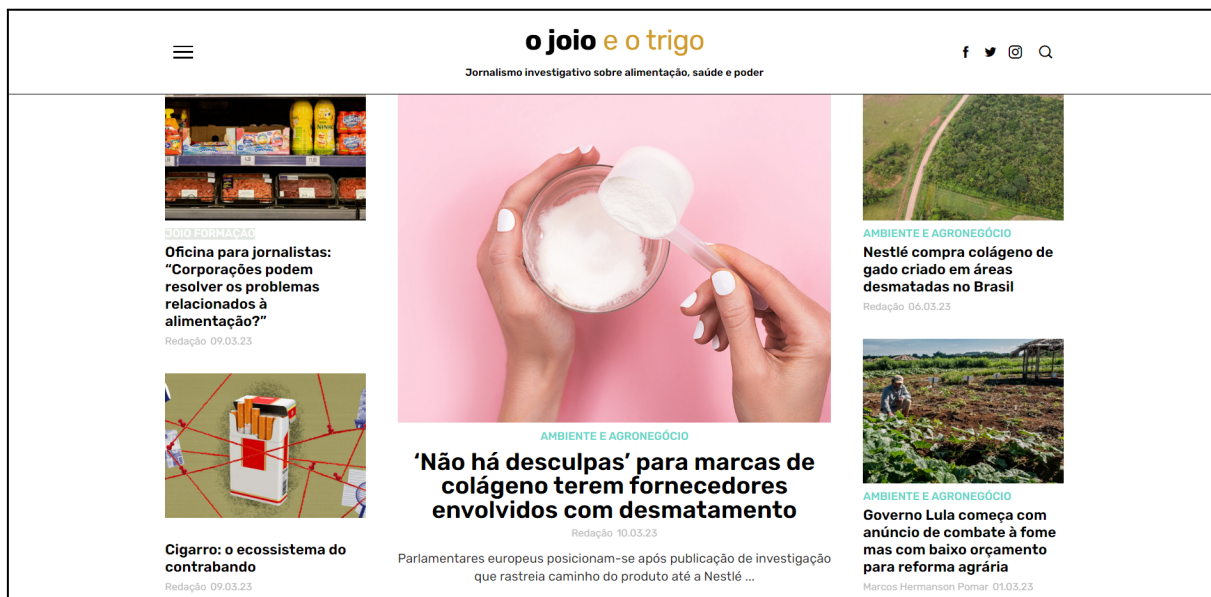 o joio e o trigo
Jornalismo investigativo sobre alimentação, saúde e poder
JOIO FORMAÇÃO
Oficina para jornalistas:
“Corporações podem
resolver os problemas
relacionados à
alimentação?”
Redação 09.03.23
Cigarro: o ecossistema do
contrabando
Redação 09.03.23
AMBIENTE E AGRONEGÓCIO
‘Não há desculpas’ para marcas de
colágeno terem fornecedores
envolvidos com desmatamento
Redação 10.03.23
Parlamentares europeus posicionam-se após publicação de investigação
que rastreia caminho do produto até a Nestlé ...
AMBIENTE E AGRONEGÓCIO
Nestlé compra colágeno de
gado criado em áreas
desmatadas no Brasil
Redação 06.03.23
AMBIENTE E AGRONEGÓCIO
Governo Lula começa com
anúncio de combate à fome
mas com baixo orçamento
para reforma agrária
Marcos Hermanson Pomar 01.03.23